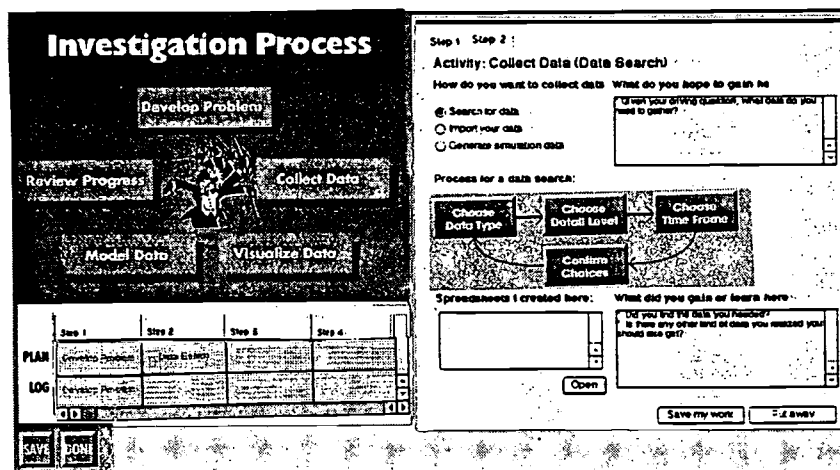 Investigation Process
Develop Problem
Review Progress
Collect Data
Model Data
Visualize Data
Step 1
Step 2
Step 3
Step 4
PLAN
Develop Problem
LOG
Develop Problem
SAVE
DONE
Step 1 Step 2
Activity: Collect Data (Data Search)
How do you want to collect data
What do you hope to gain he
Search for data
Import your data
Generate simulation data
Given your driving question, what data do you
need to gather?
Process for a data search:
Choose
Data Type
Choose
Detail Level
Choose
Time Frame
Confirm
Choices
Spreadsheets I created here:
What did you gain or learn here
Did you find the data you needed?
Is there any other kind of data you realized you
should also get?
Open
Save my work
Put away